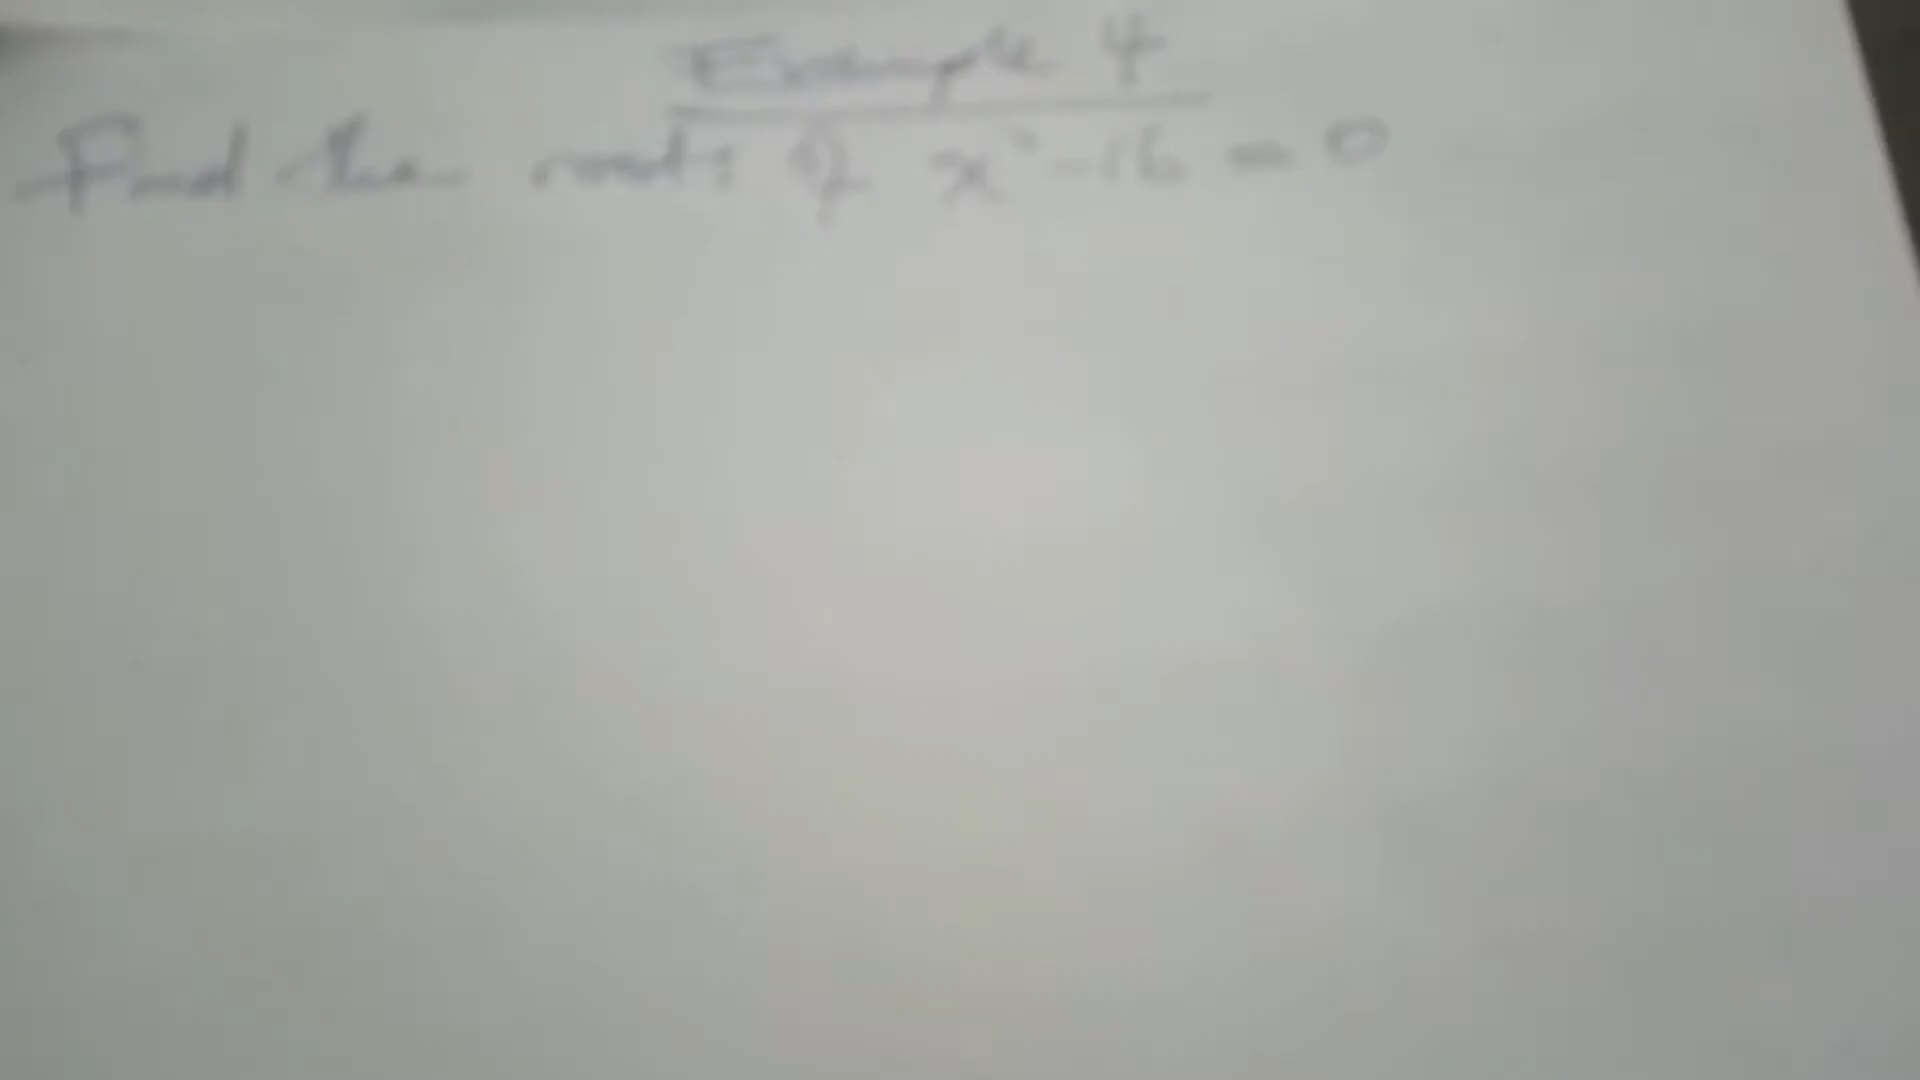 Example 4
Find the roots of x² - 16 = 0